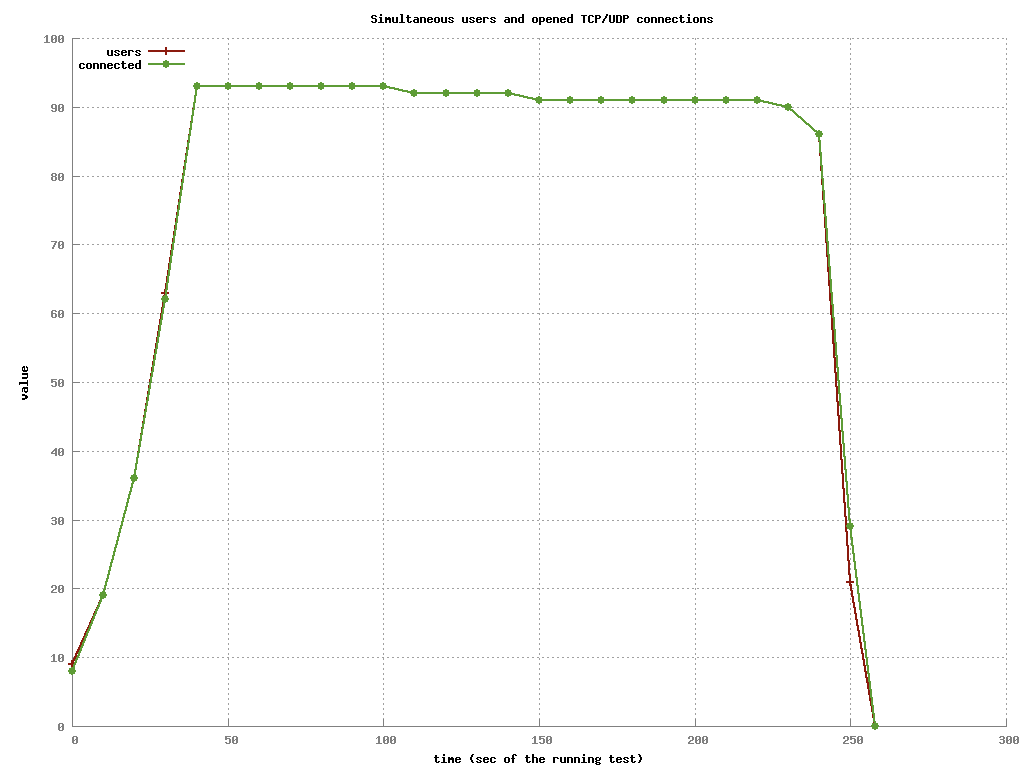 Simultaneous users and opened TCP/UDP connections
users
connected
100
90
80
70
60
50
40
30
20
10
0
value
0 50 100 150 200 250 300
time (sec of the running test)